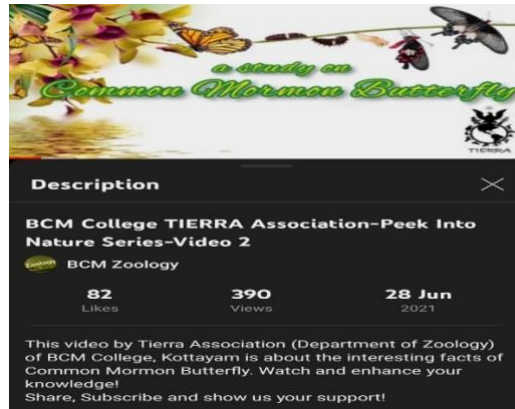 a study on
Common Mormon Butterfly
TIERRA
Description
BCM College TIERRA Association-Peek Into
Nature Series-Video 2
Zoology
BCM Zoology
82
390
28 Jun
Likes
Views
2021
This video by Tierra Association (Department of Zoology)
of BCM College, Kottayam is about the interesting facts of
Common Mormon Butterfly. Watch and enhance your
knowledge!
Share, Subscribe and show us your support!